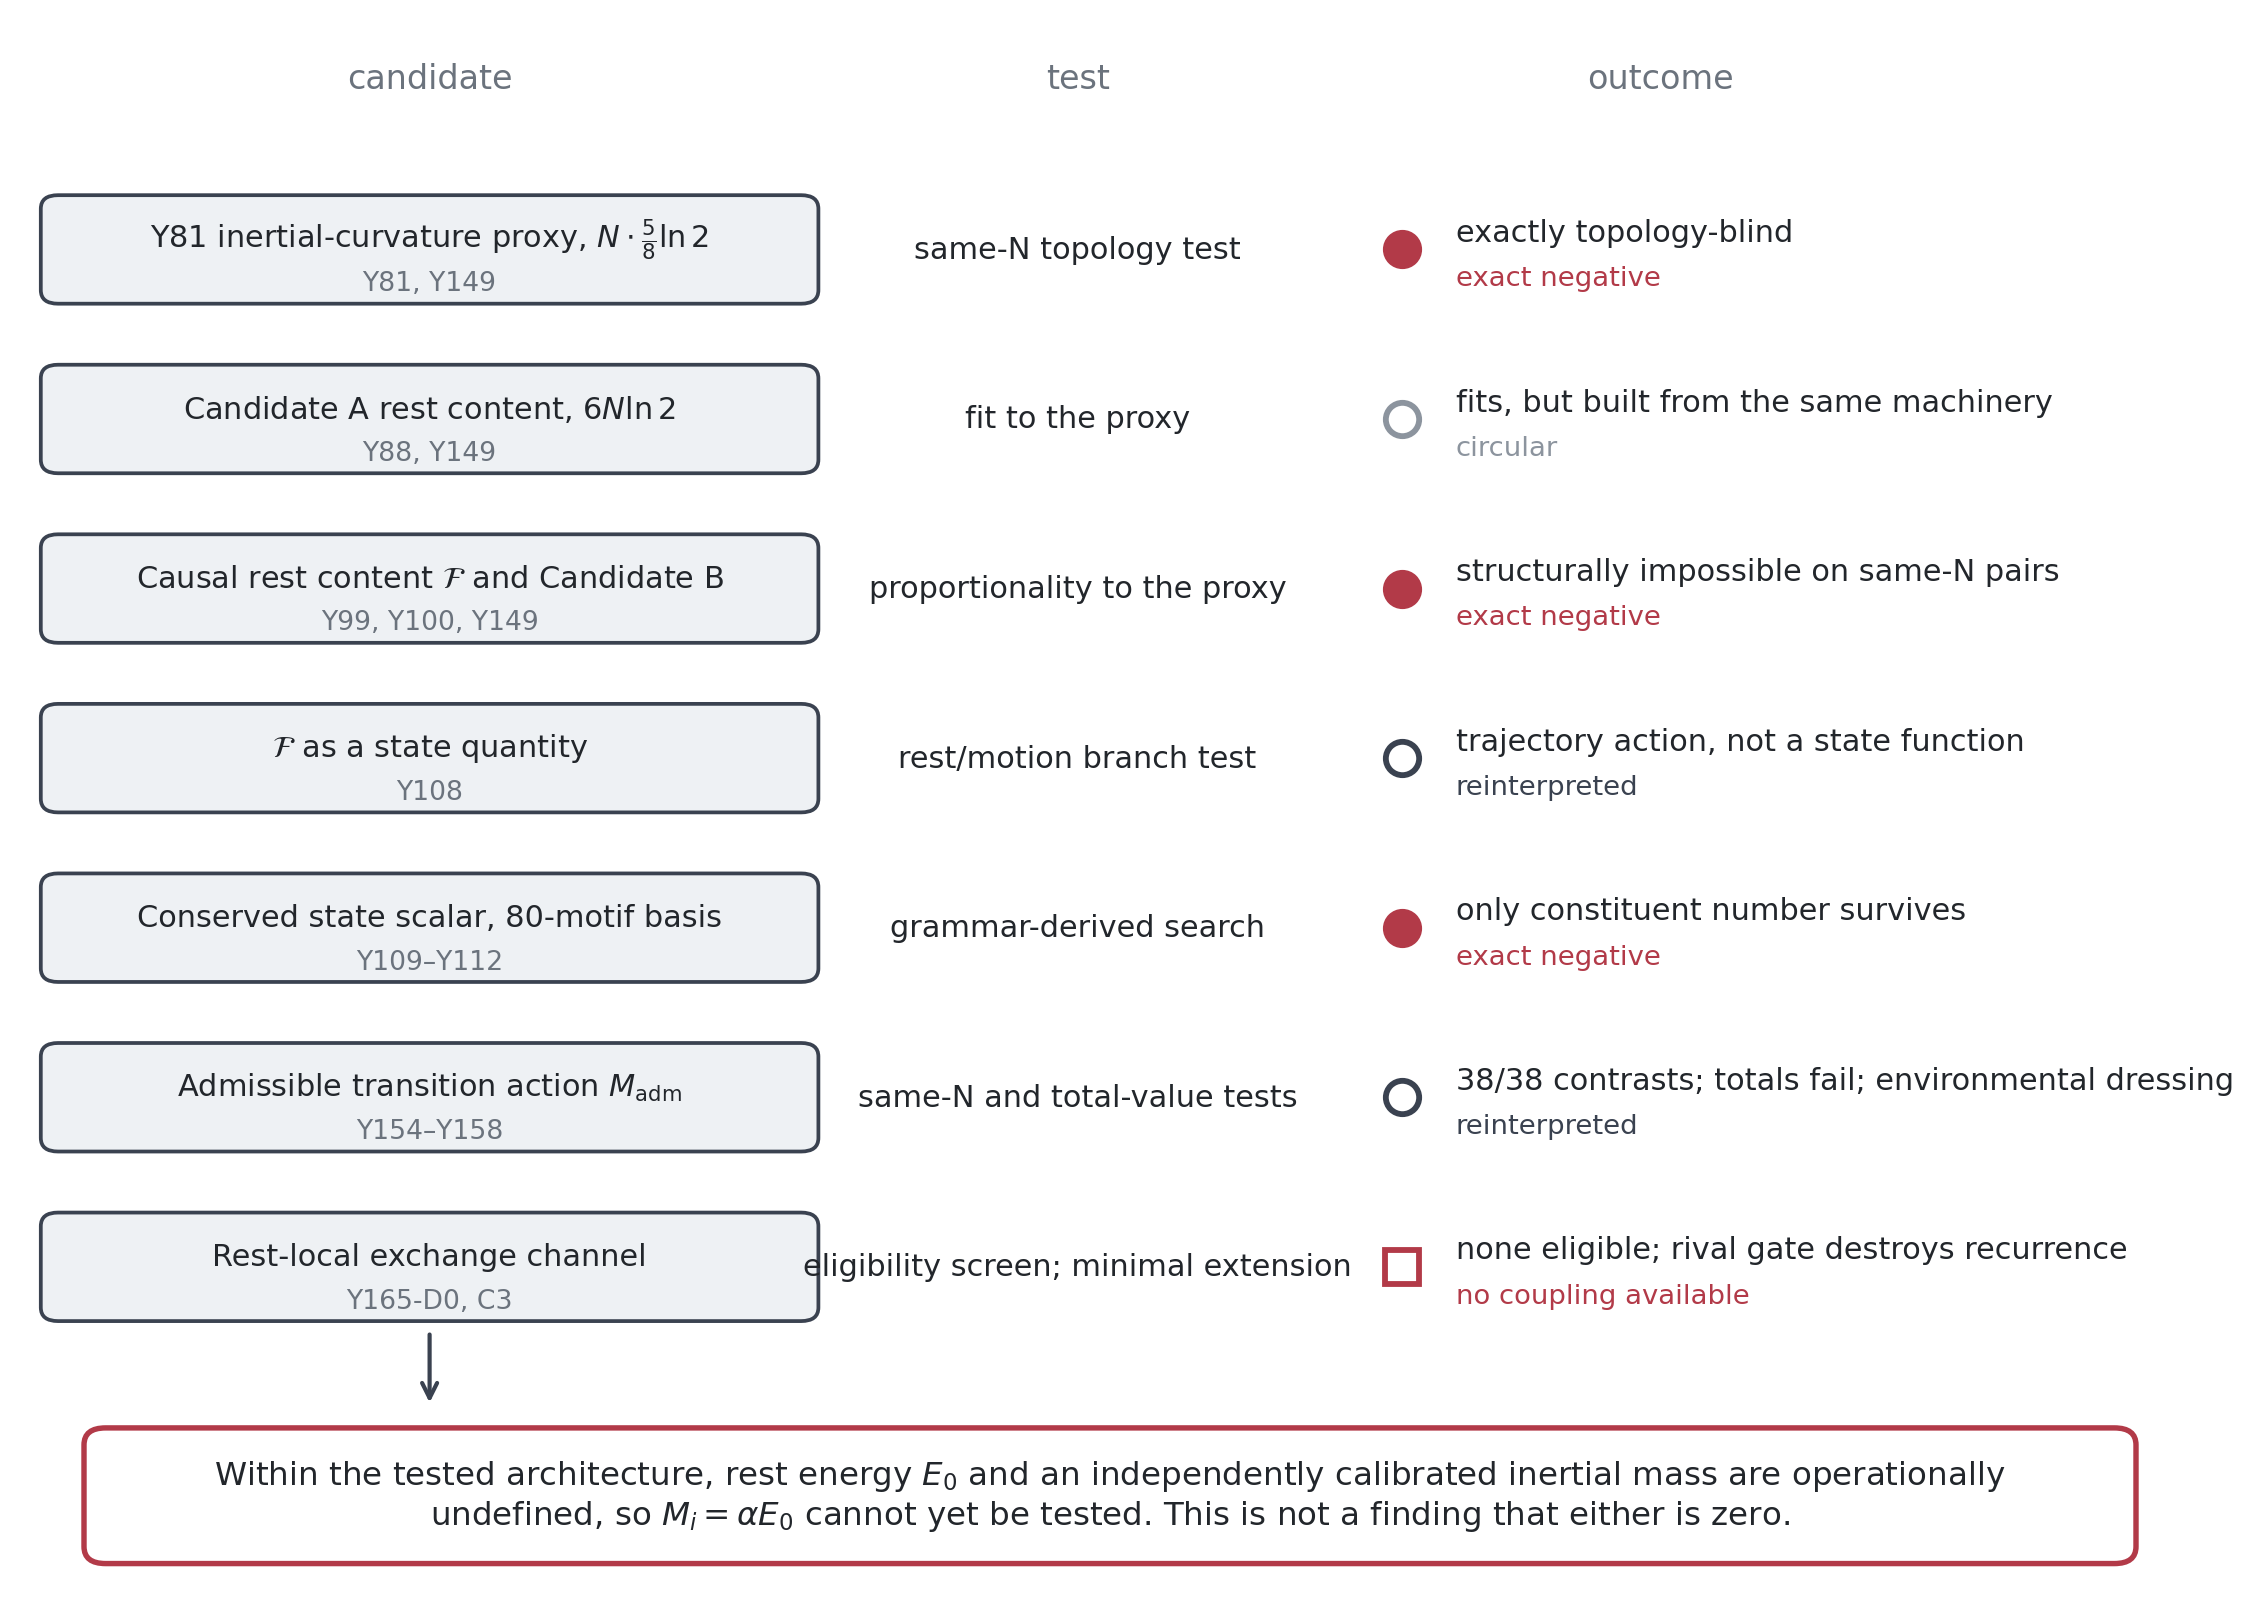 candidate
test
outcome
Y81 inertial-curvature proxy, N · 5/8 ln 2
Y81, Y149
same-N topology test
exactly topology-blind
exact negative
Candidate A rest content, 6N ln 2
Y88, Y149
fit to the proxy
fits, but built from the same machinery
circular
Causal rest content ℱ and Candidate B
Y99, Y100, Y149
proportionality to the proxy
structurally impossible on same-N pairs
exact negative
ℱ as a state quantity
Y108
rest/motion branch test
trajectory action, not a state function
reinterpreted
Conserved state scalar, 80-motif basis
Y109–Y112
grammar-derived search
only constituent number survives
exact negative
Admissible transition action M_adm
Y154–Y158
same-N and total-value tests
38/38 contrasts; totals fail; environmental dressing
reinterpreted
Rest-local exchange channel
Y165-D0, C3
eligibility screen; minimal extension
none eligible; rival gate destroys recurrence
no coupling available
Within the tested architecture, rest energy E₀ and an independently calibrated inertial mass are operationally
undefined, so Mᵢ = αE₀ cannot yet be tested. This is not a finding that either is zero.